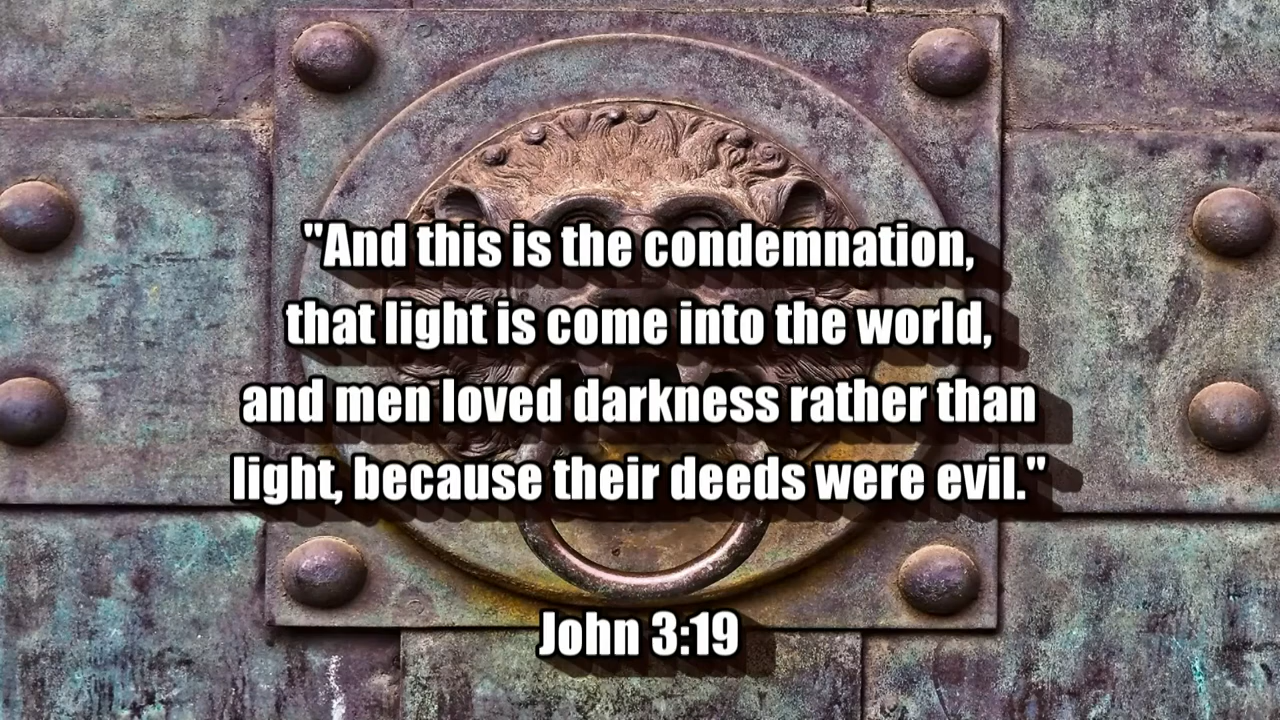 "And this is the condemnation,
that light is come into the world,
and men loved darkness rather than
light, because their deeds were evil."
John 3:19